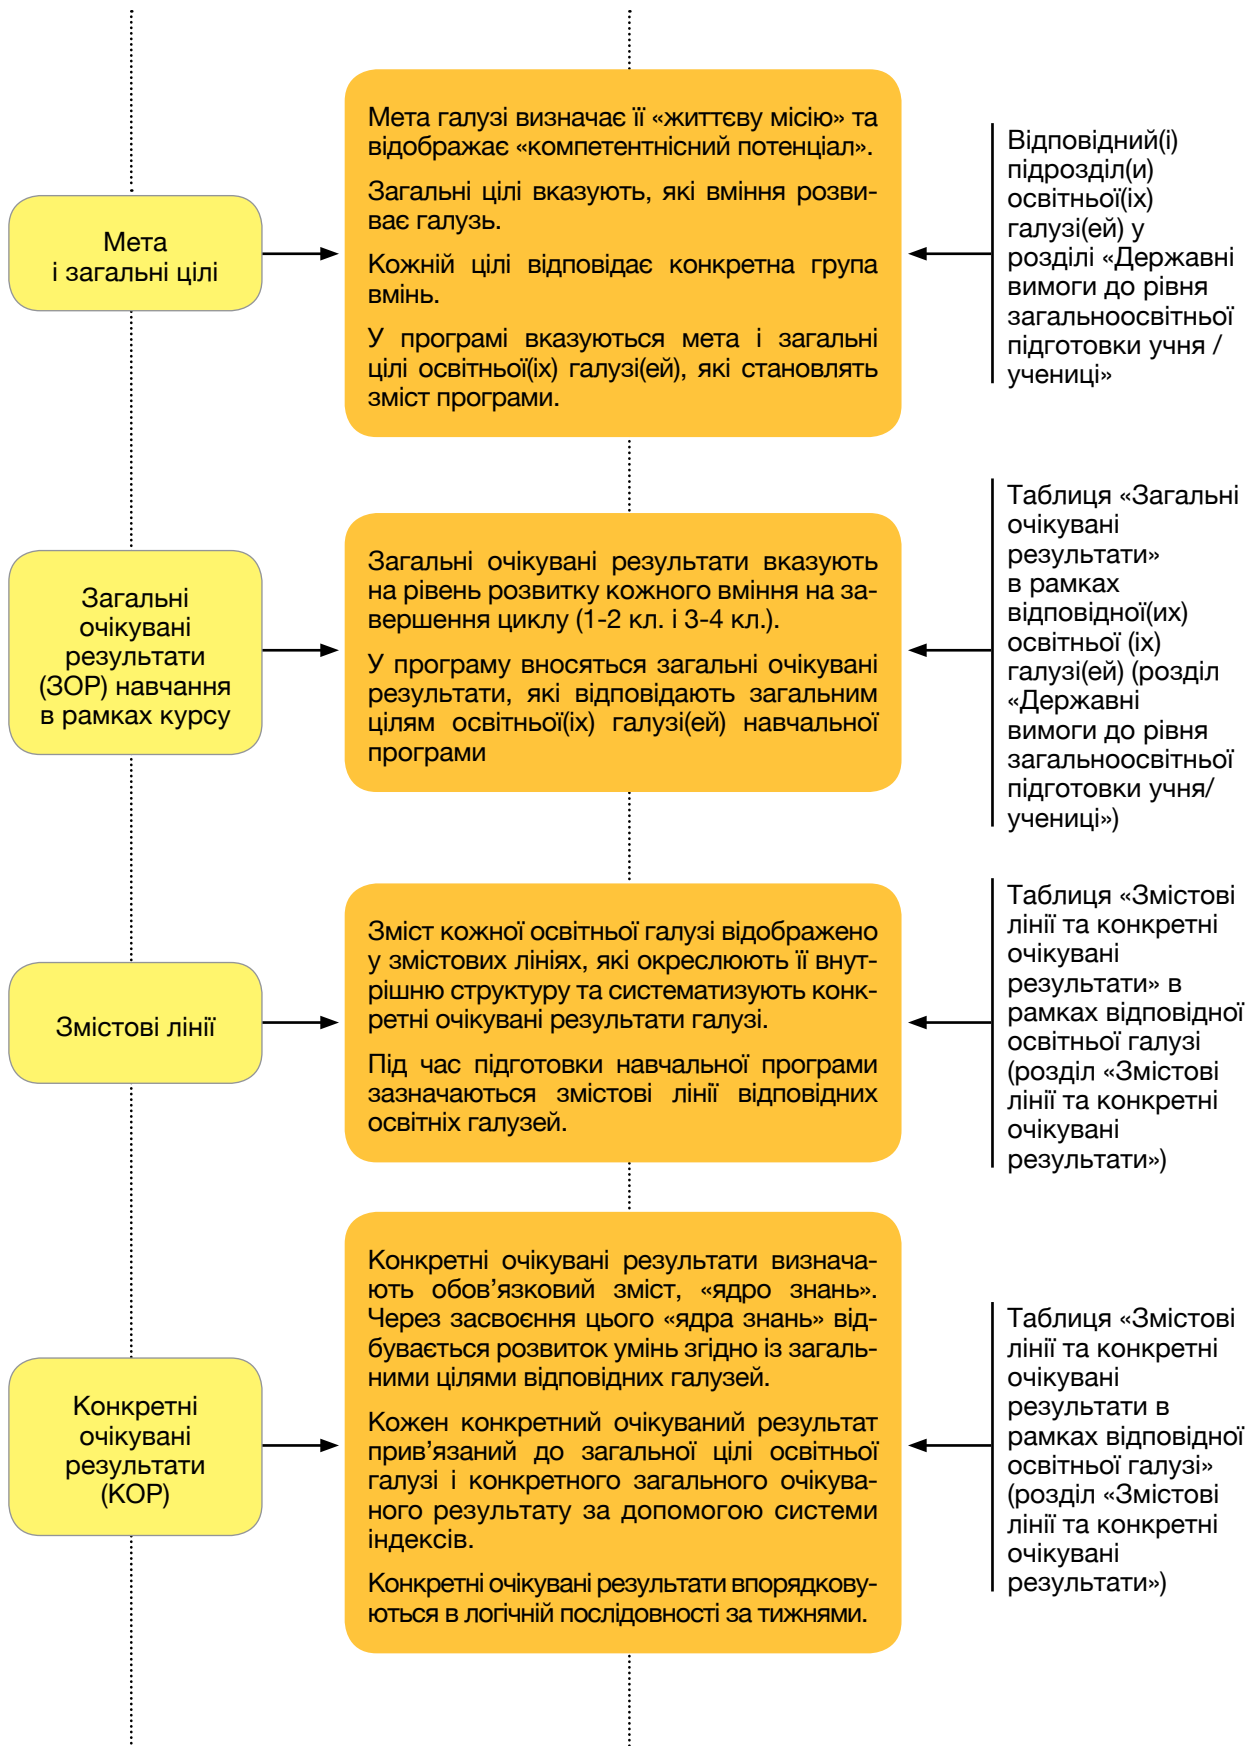 Мета
і загальні цілі
Мета галузі визначає її «життєву місію» та
відображає «компетентнісний потенціал».
Загальні цілі вказують, які вміння розви-
ває галузь.
Кожній цілі відповідає конкретна група
вмінь.
У програмі вказуються мета і загальні
цілі освітньої(іх) галузі(ей), які становлять
зміст програми.
Відповідний(і)
підрозділ(и)
освітньої(іх)
галузі(ей) у
розділі «Державні
вимоги до рівня
загальноосвітньої
підготовки учня /
учениці»
Загальні
очікувані
результати
(ЗОР) навчання
в рамках курсу
Загальні очікувані результати вказують
на рівень розвитку кожного вміння на за-
вершення циклу (1-2 кл. і 3-4 кл.).
У програму вносяться загальні очікувані
результати, які відповідають загальним
цілям освітньої(іх) галузі(ей) навчальної
програми
Таблиця «Загальні
очікувані
результати»
в рамках
відповідної(их)
освітньої (іх)
галузі(ей) (розділ
«Державні
вимоги до рівня
загальноосвітньої
підготовки учня/
учениці»)
Змістові лінії
Зміст кожної освітньої галузі відображено
у змістових лініях, які окреслюють її внут-
рішню структуру та систематизують конк-
ретні очікувані результати галузі.
Під час підготовки навчальної програми
зазначаються змістові лінії відповідних
освітніх галузей.
Таблиця «Змістові
лінії та конкретні
очікувані
результати» в
рамках відповідної
освітньої галузі
(розділ «Змістові
лінії та конкретні
очікувані
результати»)
Конкретні
очікувані
результати
(КОР)
Конкретні очікувані результати визнача-
ють обов’язковий зміст, «ядро знань».
Через засвоєння цього «ядра знань» від-
бувається розвиток умінь згідно із загаль-
ними цілями відповідних галузей.
Кожен конкретний очікуваний результат
прив’язаний до загальної цілі освітньої
галузі і конкретного загального очікува-
ного результату за допомогою системи
індексів.
Конкретні очікувані результати впорядкову-
ються в логічній послідовності за тижнями.
Таблиця «Змістові
лінії та конкретні
очікувані
результати в
рамках відповідної
освітньої галузі»
(розділ «Змістові
лінії та конкретні
очікувані
результати»)